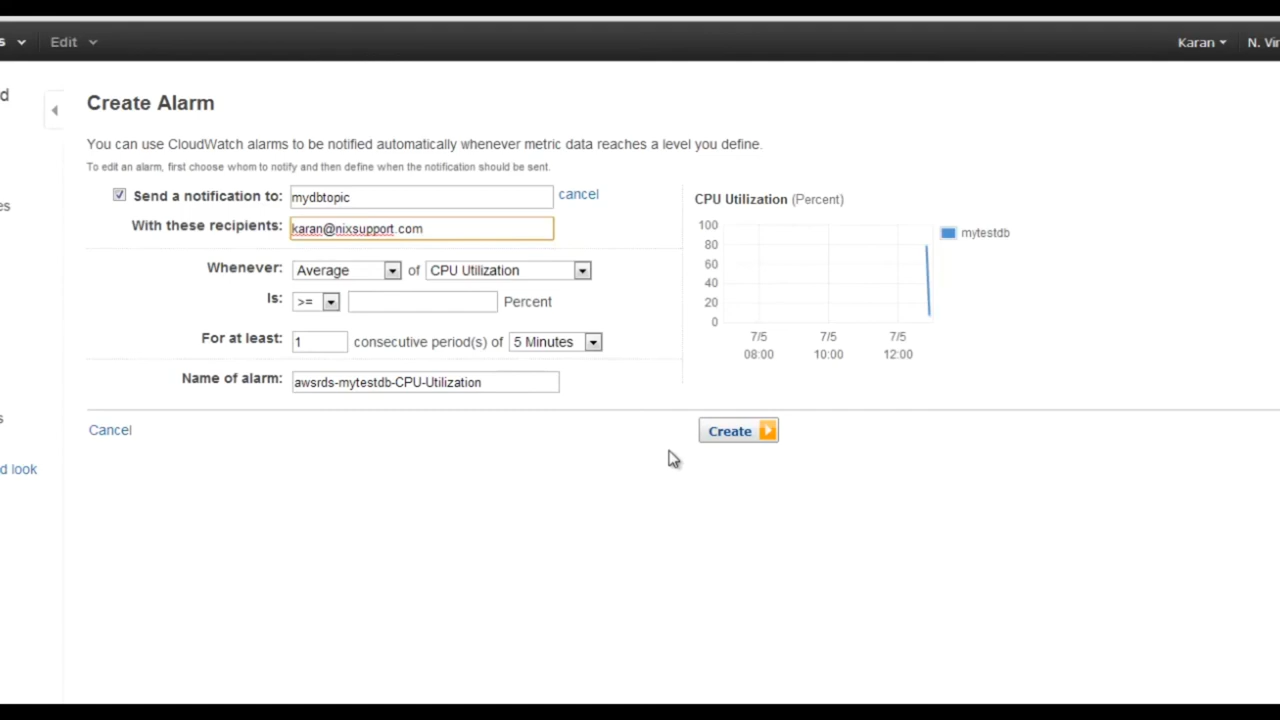 s Edit Karan N. Vir
d
Create Alarm
You can use CloudWatch alarms to be notified automatically whenever metric data reaches a level you define.
To edit an alarm, first choose whom to notify and then define when the notification should be sent.
Send a notification to: mydbtopic cancel
With these recipients: karan@nixsupport.com
Whenever: Average of CPU Utilization
Is: >= Percent
For at least: 1 consecutive period(s) of 5 Minutes
Name of alarm: awsrds-mytestdb-CPU-Utilization
CPU Utilization (Percent)
100
80
60
40
20
0
mytestdb
7/5 7/5 7/5
08:00 10:00 12:00
es
s
Cancel Create
d look